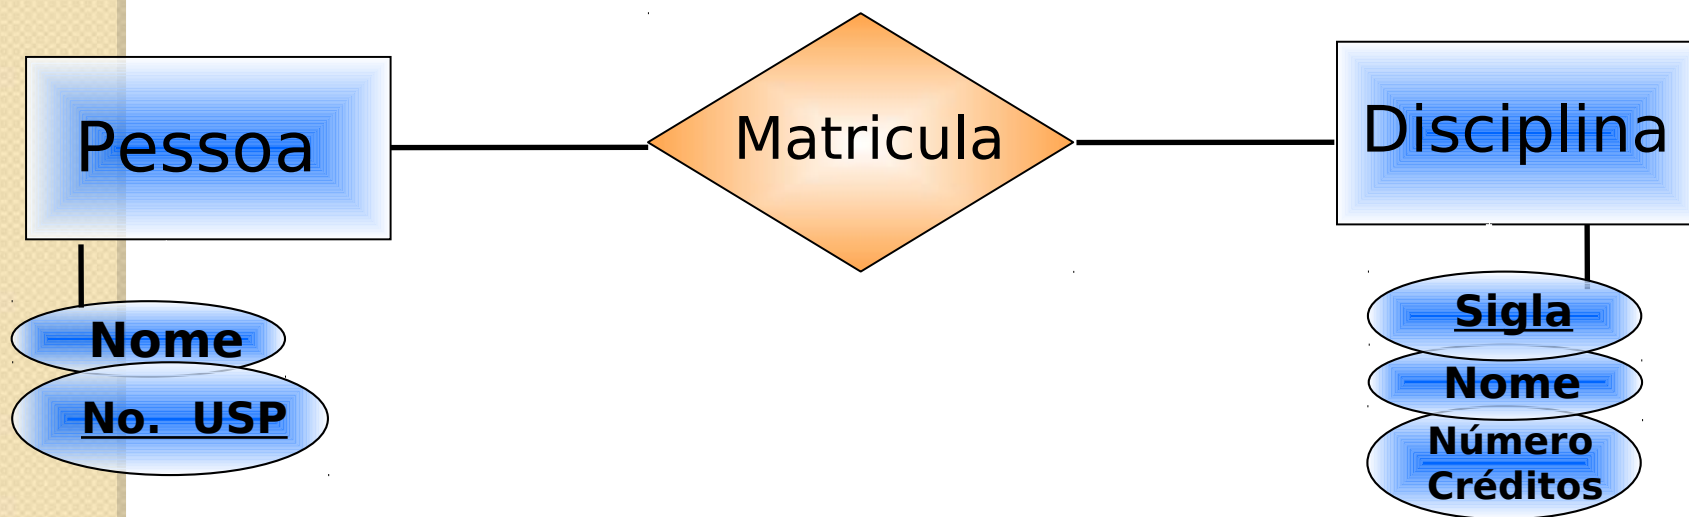 Pessoa
Matricula
Disciplina
Nome
No. USP
Sigla
Nome
Número
Créditos